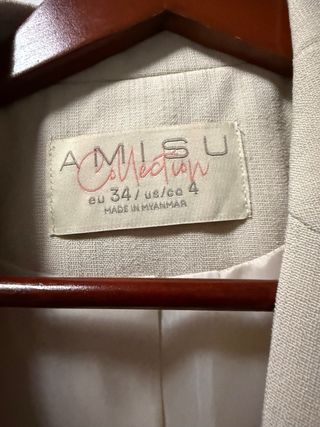 AMISU
Collection
eu 34 / us/ca 4
MADE IN MYANMAR